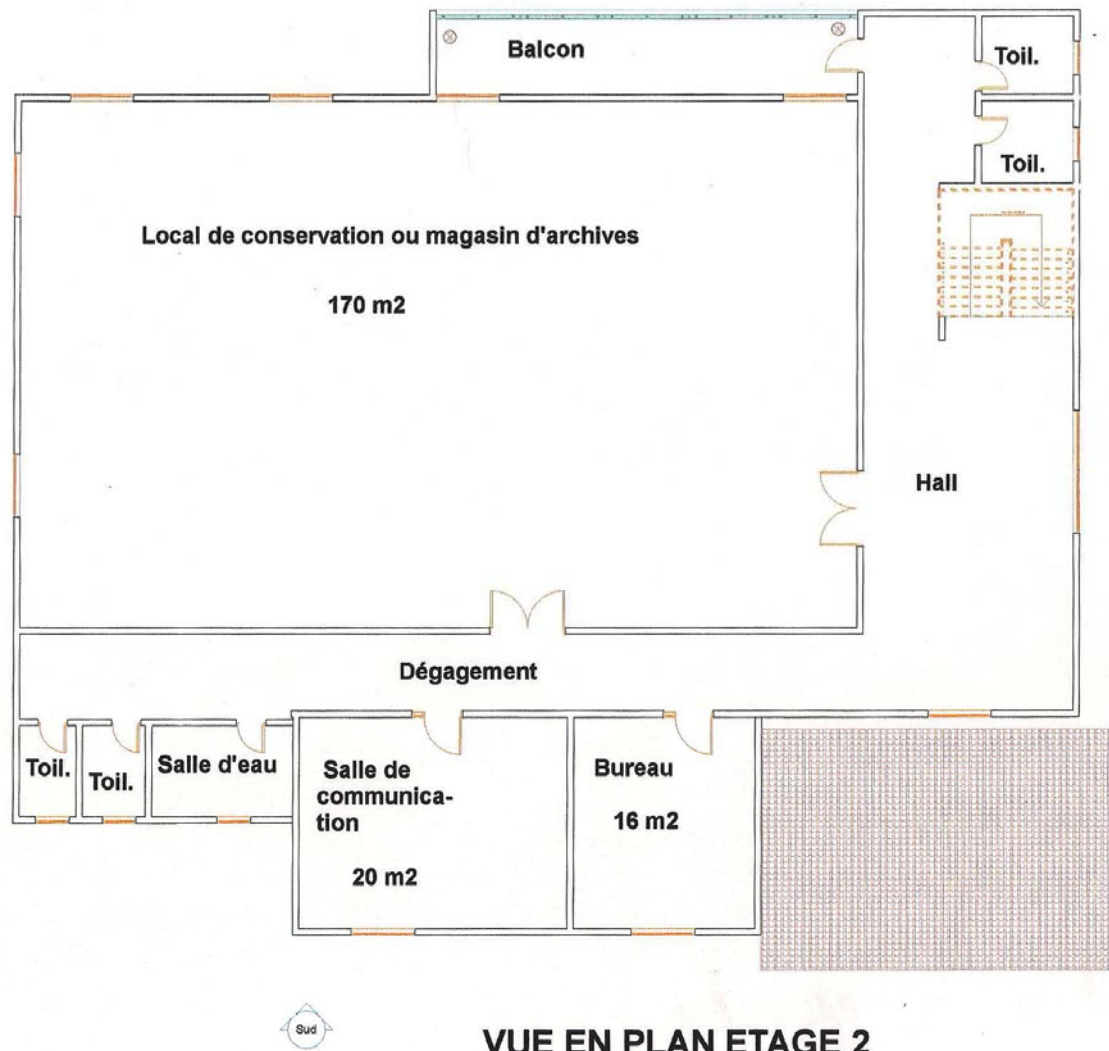 Balcon
Toil.
Toil.
Local de conservation ou magasin d'archives
170 m2
Hall
Dégagement
Toil.
Toil.
Salle d'eau
Salle de
communica-
tion
20 m2
Bureau
16 m2
Sud
VUE EN PLAN ETAGE 2